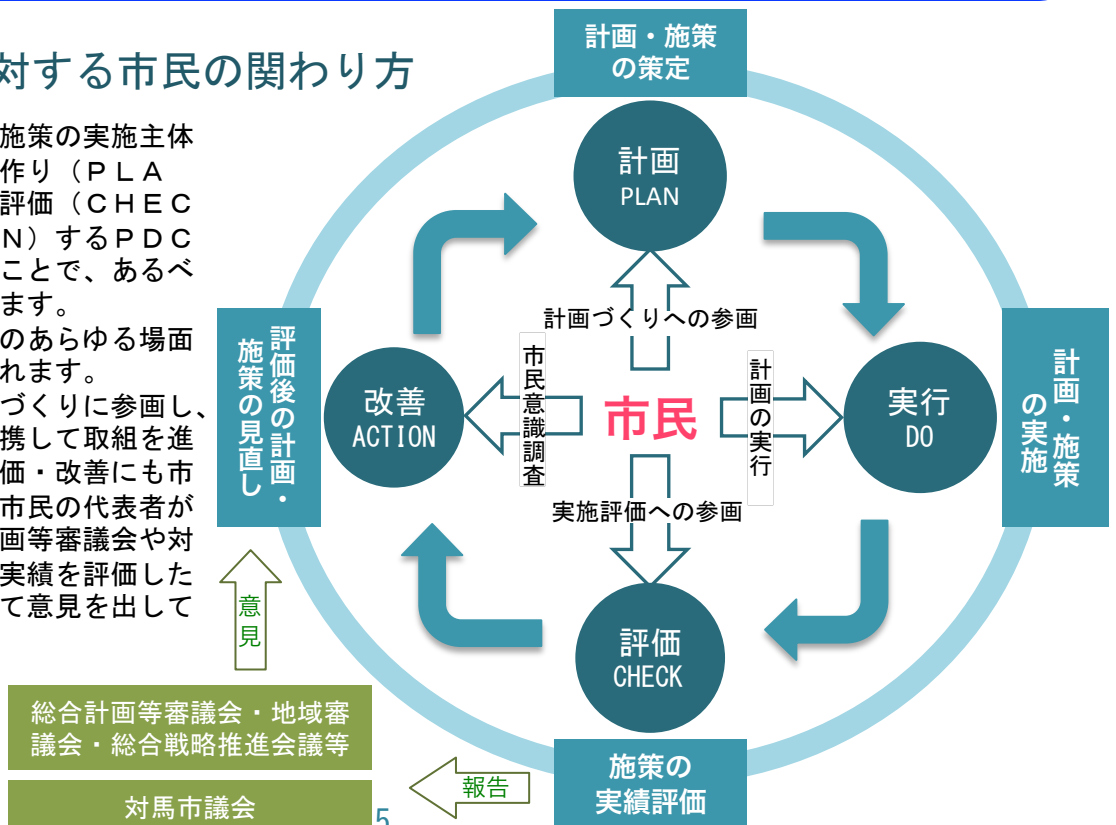 対する市民の関わり方
施策の実施主体
作り（ＰＬＡ
評価（ＣＨＥＣ
Ｎ）するＰＤＣ
ことで、あるべ
ます。
のあらゆる場面
れます。
づくりに参画し、
携して取組を進
価・改善にも市
市民の代表者が
画等審議会や対
実績を評価した
て意見を出して
計画・施策
の策定
計画
PLAN
計画づくりへの参画
評価後の計画・
施策の見直し
改善
ACTION
市民意識調査
市民
計画の実行
実行
DO
計画・施策
の実施
実施評価への参画
評価
CHECK
施策の
実績評価
意見
総合計画等審議会・地域審
議会・総合戦略推進会議等
報告
対馬市議会
5